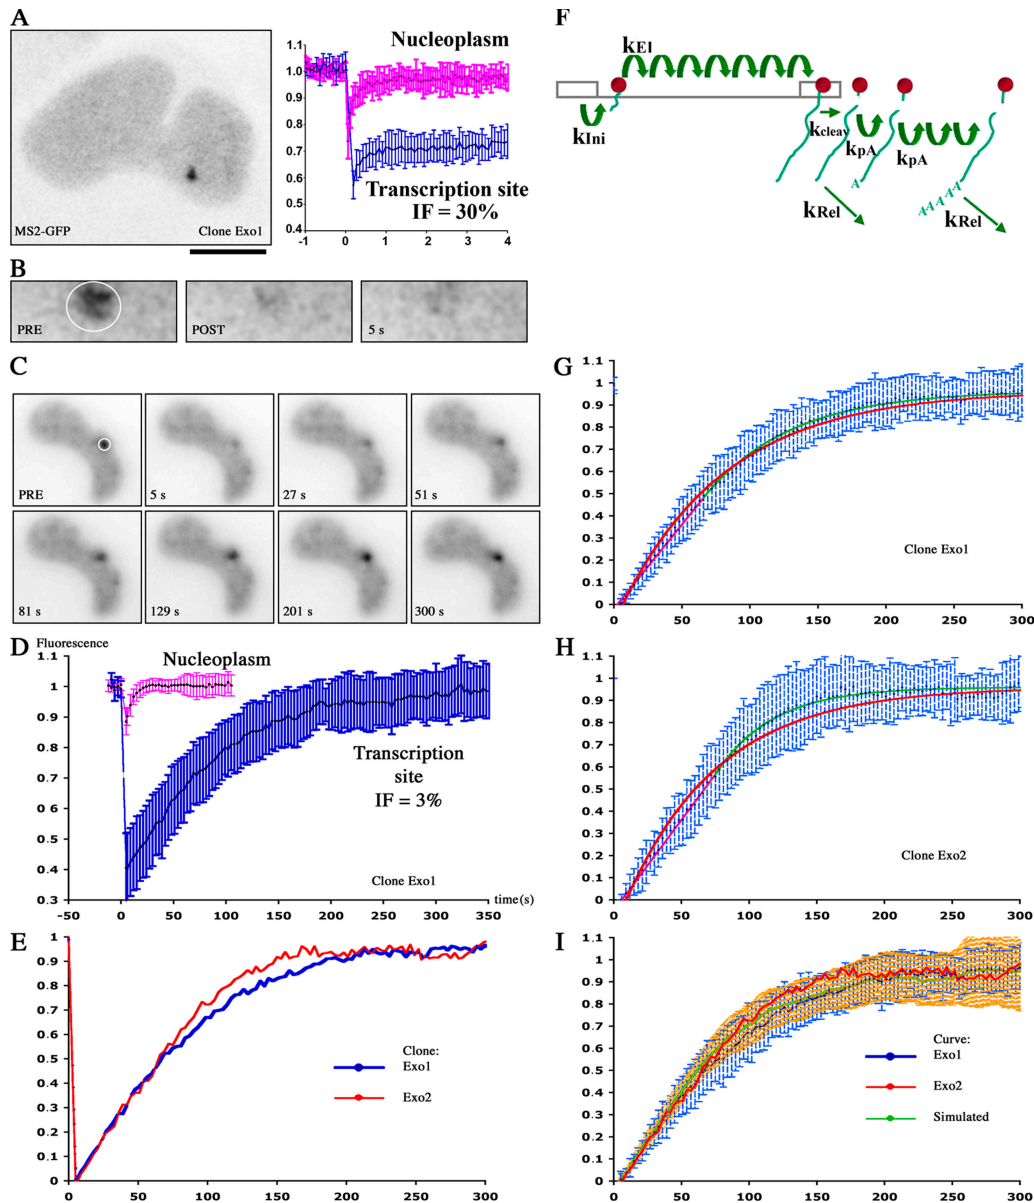 A
MS2-GFP
Clone Exo1
1.1
1.0
0.9
0.8
0.7
0.6
0.5
0.4
-1
0
1
2
3
4
Nucleoplasm
Transcription site
IF = 30%
F
kEl
kIni
kcleav
kpA
kpA
kRel
A
AAAAA
kRel
B
PRE
POST
5 s
C
PRE
5 s
27 s
51 s
81 s
129 s
201 s
300 s
G
1.1
1
0.9
0.8
0.7
0.6
0.5
0.4
0.3
0.2
0.1
0
0
50
100
150
200
250
300
Clone Exo1
D
Fluorescence
1.1
1
0.9
0.8
0.7
0.6
0.5
0.4
0.3
-50
0
50
100
150
200
250
300
350
time(s)
Nucleoplasm
Transcription
site
IF = 3%
Clone Exo1
H
1.1
1
0.9
0.8
0.7
0.6
0.5
0.4
0.3
0.2
0.1
0
0
50
100
150
200
250
300
Clone Exo2
E
1
0.9
0.8
0.7
0.6
0.5
0.4
0.3
0.2
0.1
0
0
50
100
150
200
250
300
Clone:
Exo1
Exo2
I
1.1
1
0.9
0.8
0.7
0.6
0.5
0.4
0.3
0.2
0.1
0
0
50
100
150
200
250
300
Curve:
Exo1
Exo2
Simulated